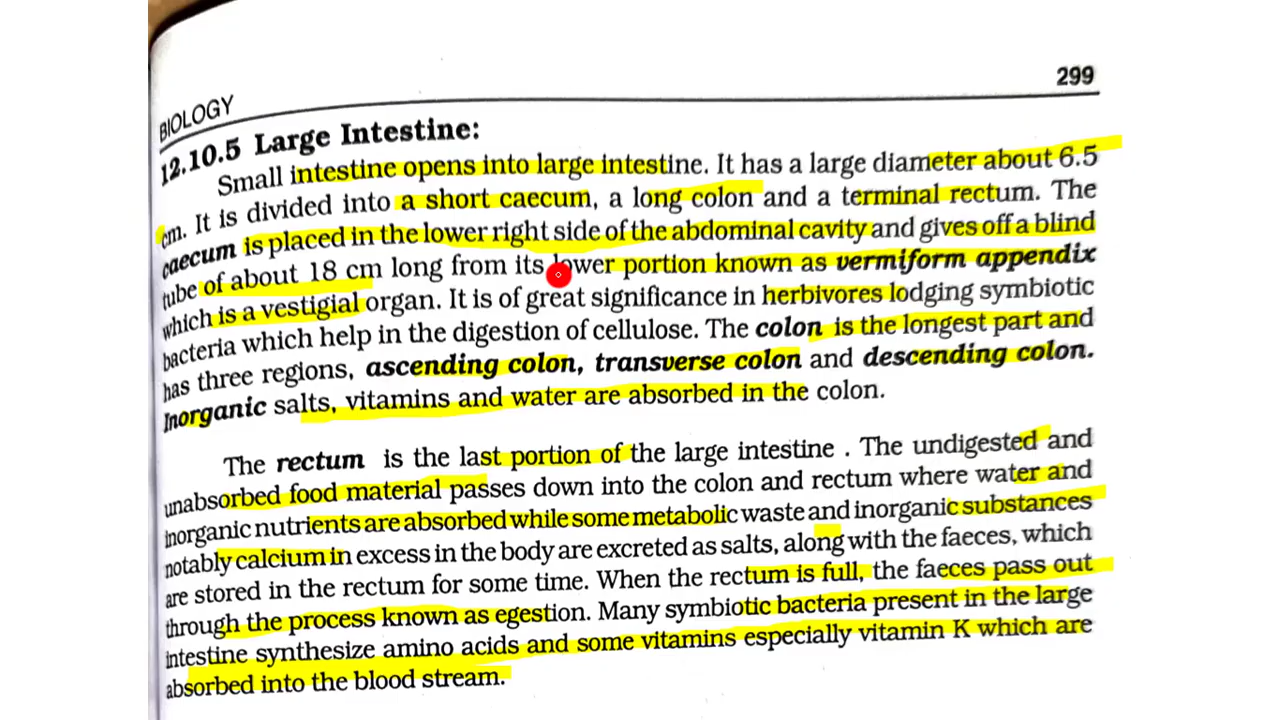 299
BIOLOGY
12.10.5 Large Intestine:
Small intestine opens into large intestine. It has a large diameter about 6.5
cm. It is divided into a short caecum, a long colon and a terminal rectum. The
caecum is placed in the lower right side of the abdominal cavity and gives off a blind
tube of about 18 cm long from its lower portion known as vermiform appendix
which is a vestigial organ. It is of great significance in herbivores lodging symbiotic
bacteria which help in the digestion of cellulose. The colon is the longest part and
has three regions, ascending colon, transverse colon and descending colon.
Inorganic salts, vitamins and water are absorbed in the colon.
The rectum is the last portion of the large intestine . The undigested and
unabsorbed food material passes down into the colon and rectum where water and
inorganic nutrients are absorbed while some metabolic waste and inorganic substances
notably calcium in excess in the body are excreted as salts, along with the faeces, which
are stored in the rectum for some time. When the rectum is full, the faeces pass out
through the process known as egestion. Many symbiotic bacteria present in the large
intestine synthesize amino acids and some vitamins especially vitamin K which are
absorbed into the blood stream.